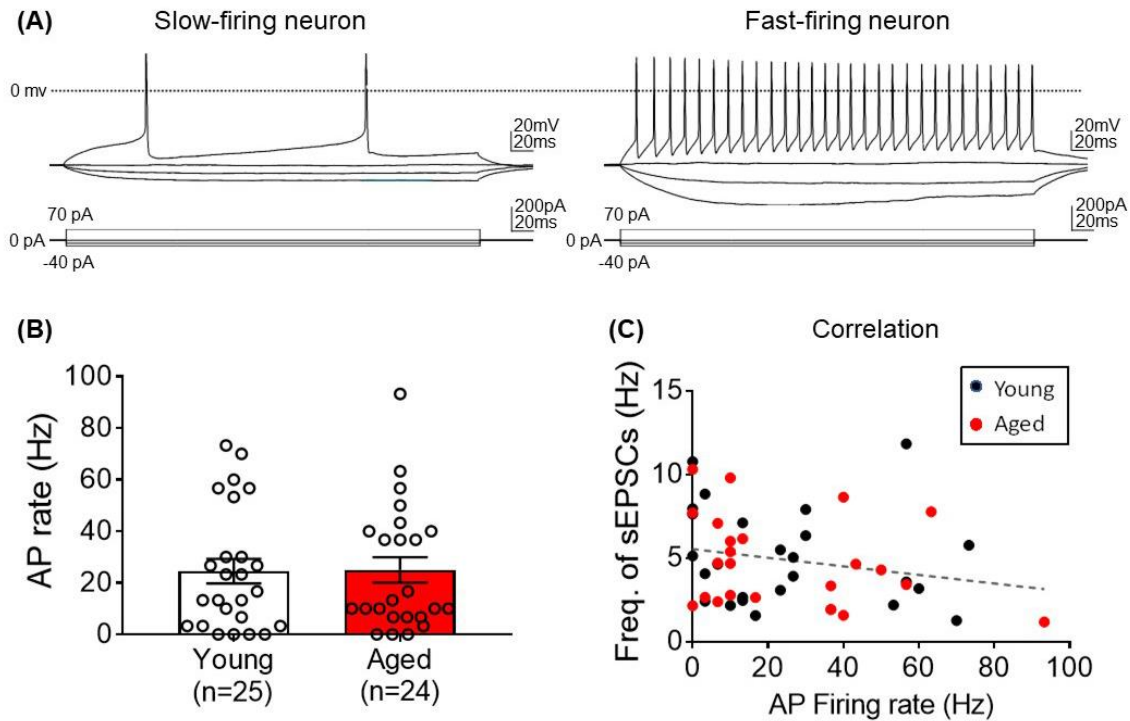 (A)
Slow-firing neuron
Fast-firing neuron
0 mv
20mV
20ms
20mV
20ms
200pA
20ms
200pA
20ms
70 pA
0 pA
-40 pA
70 pA
0 pA
-40 pA
(B)
AP rate (Hz)
100
80
60
40
20
0
Young
(n=25)
Aged
(n=24)
(C)
Correlation
Young
Aged
Freq. of sEPSCs (Hz)
15
10
5
0
0 20 40 60 80 100
AP Firing rate (Hz)